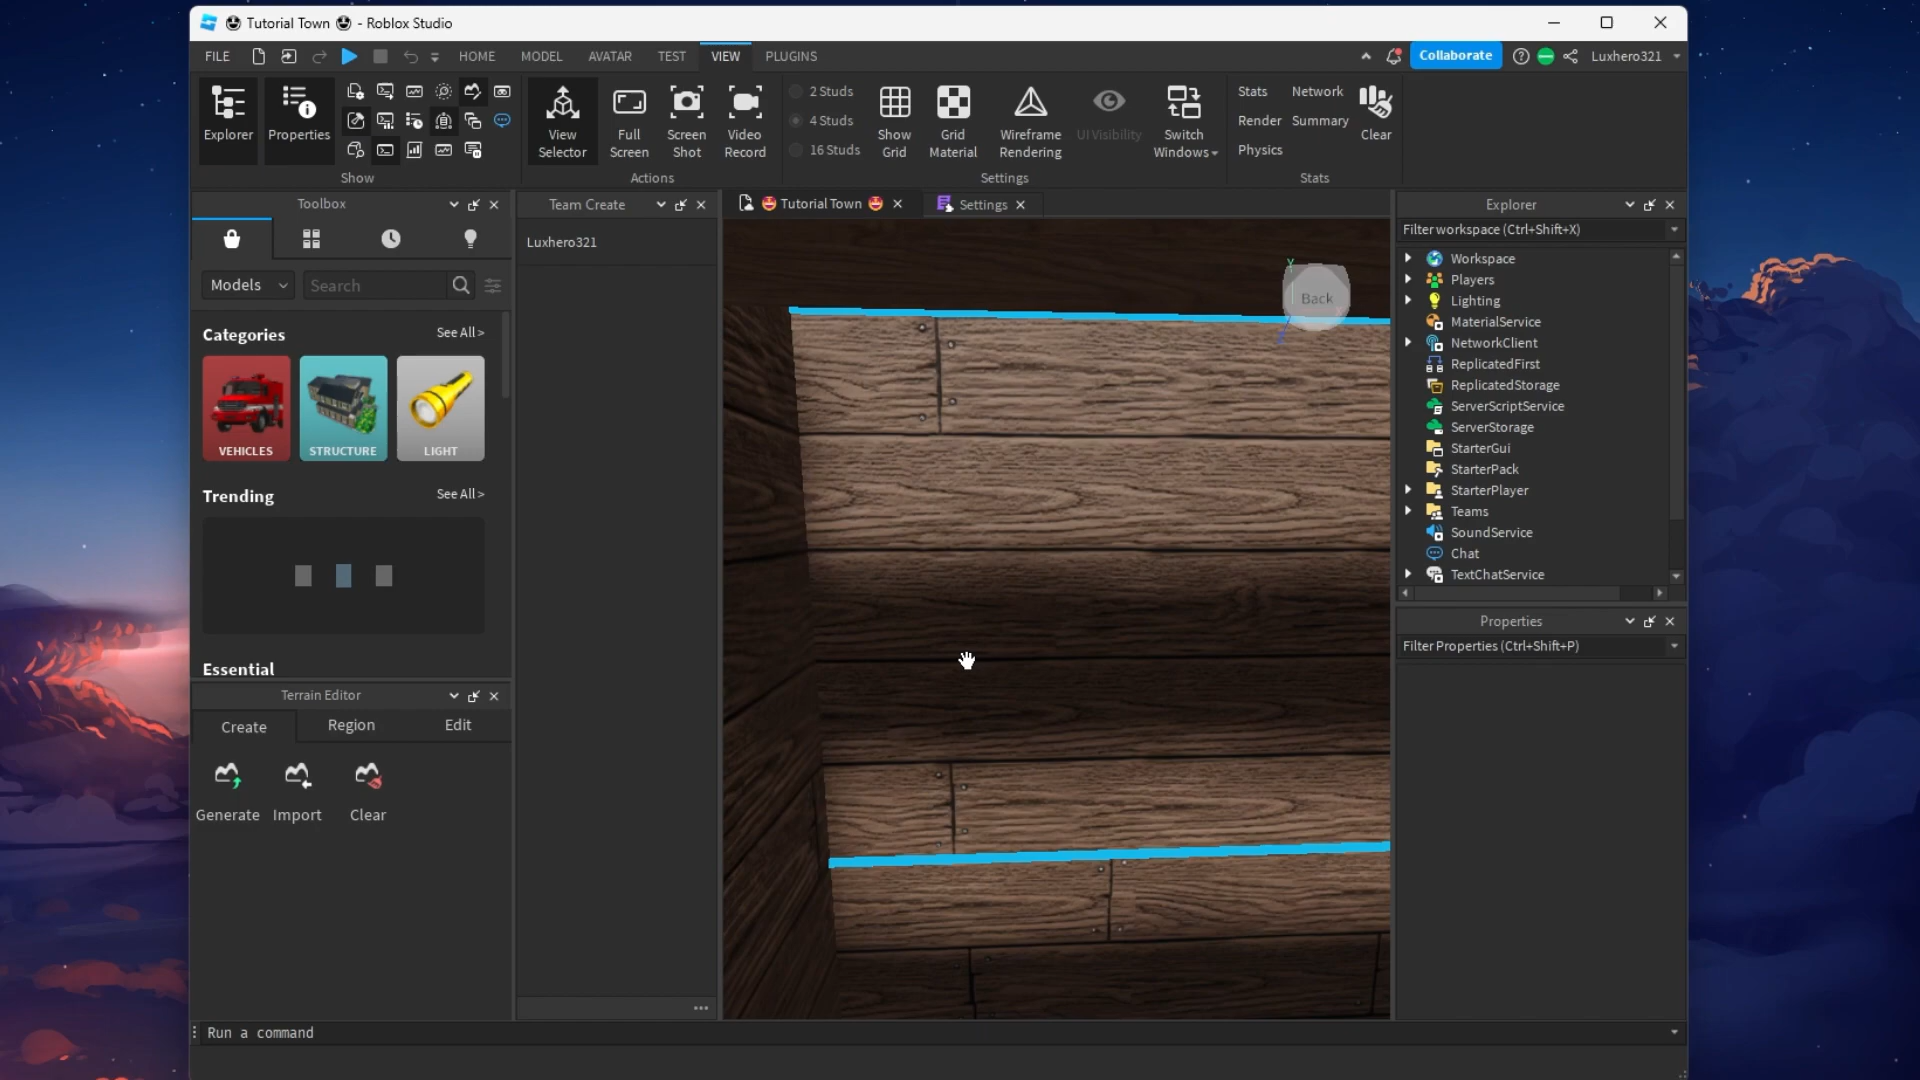 Tutorial Town - Roblox Studio
FILE HOME MODEL AVATAR TEST VIEW PLUGINS Collaborate Luxhero321
Explorer
Properties
Show
View Selector
Full Screen
Screen Shot
Video Record
Actions
2 Studs
4 Studs
16 Studs
Show Grid
Grid Material
Wireframe Rendering
UI Visibility
Switch Windows
Settings
Stats Network
Render Summary
Physics
Clear
Stats
Toolbox
Models
Search
Categories See All >
VEHICLES STRUCTURE LIGHT
Trending See All >
Essential
Terrain Editor
Create Region Edit
Generate Import Clear
Team Create
Luxhero321
Tutorial Town
Settings
Y
Back
Explorer
Filter workspace (Ctrl+Shift+X)
Workspace
Players
Lighting
MaterialService
NetworkClient
ReplicatedFirst
ReplicatedStorage
ServerScriptService
ServerStorage
StarterGui
StarterPack
StarterPlayer
Teams
SoundService
Chat
TextChatService
Properties
Filter Properties (Ctrl+Shift+P)
Run a command